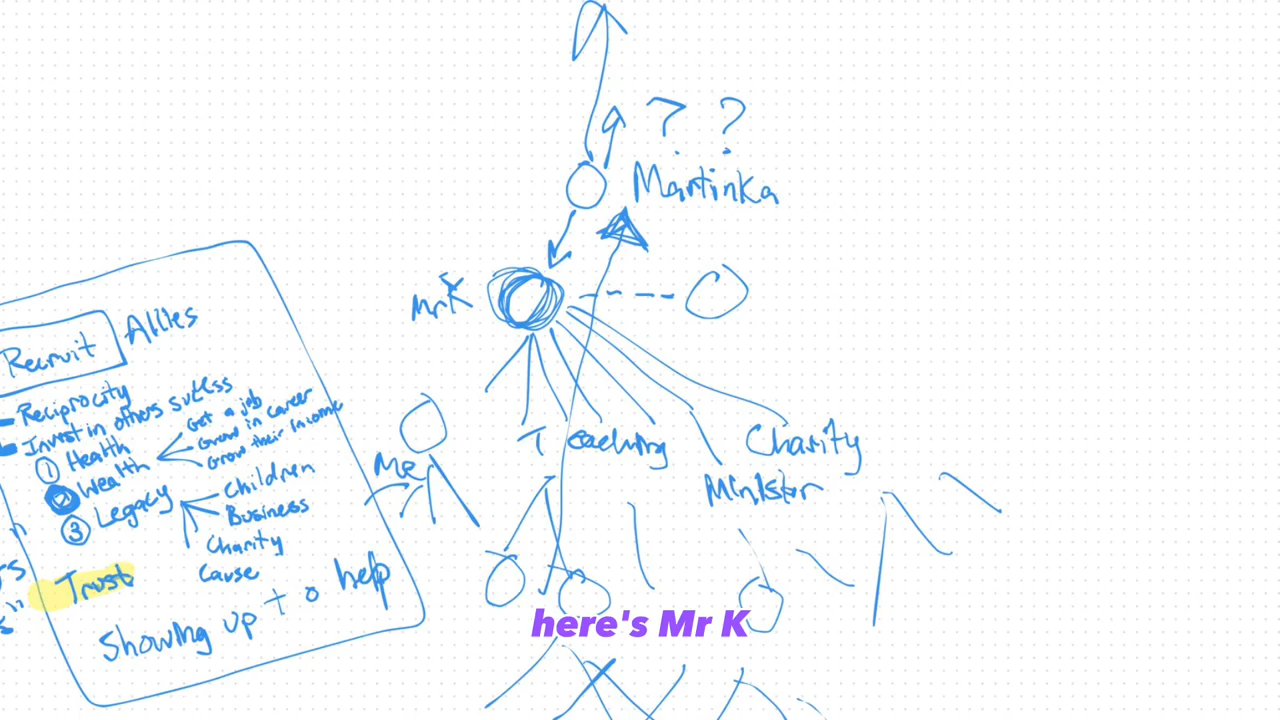 ? ?
Martinka
Mr K
Recruit Allies
Reciprocity
Invest in others success
① Health
② Wealth
Get a job
Grow in career
Grow their income
③ Legacy
Children
Business
Charity
Cause
Trust
Showing up to help
Me
Teaching
Charity
Minister
here's Mr K